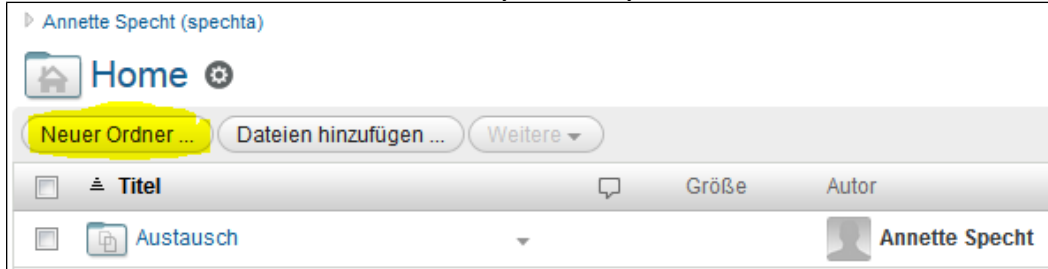 Annette Specht (spechta)
Home
Neuer Ordner ... Dateien hinzufügen ... Weitere
Titel Größe Autor
Austausch Annette Specht